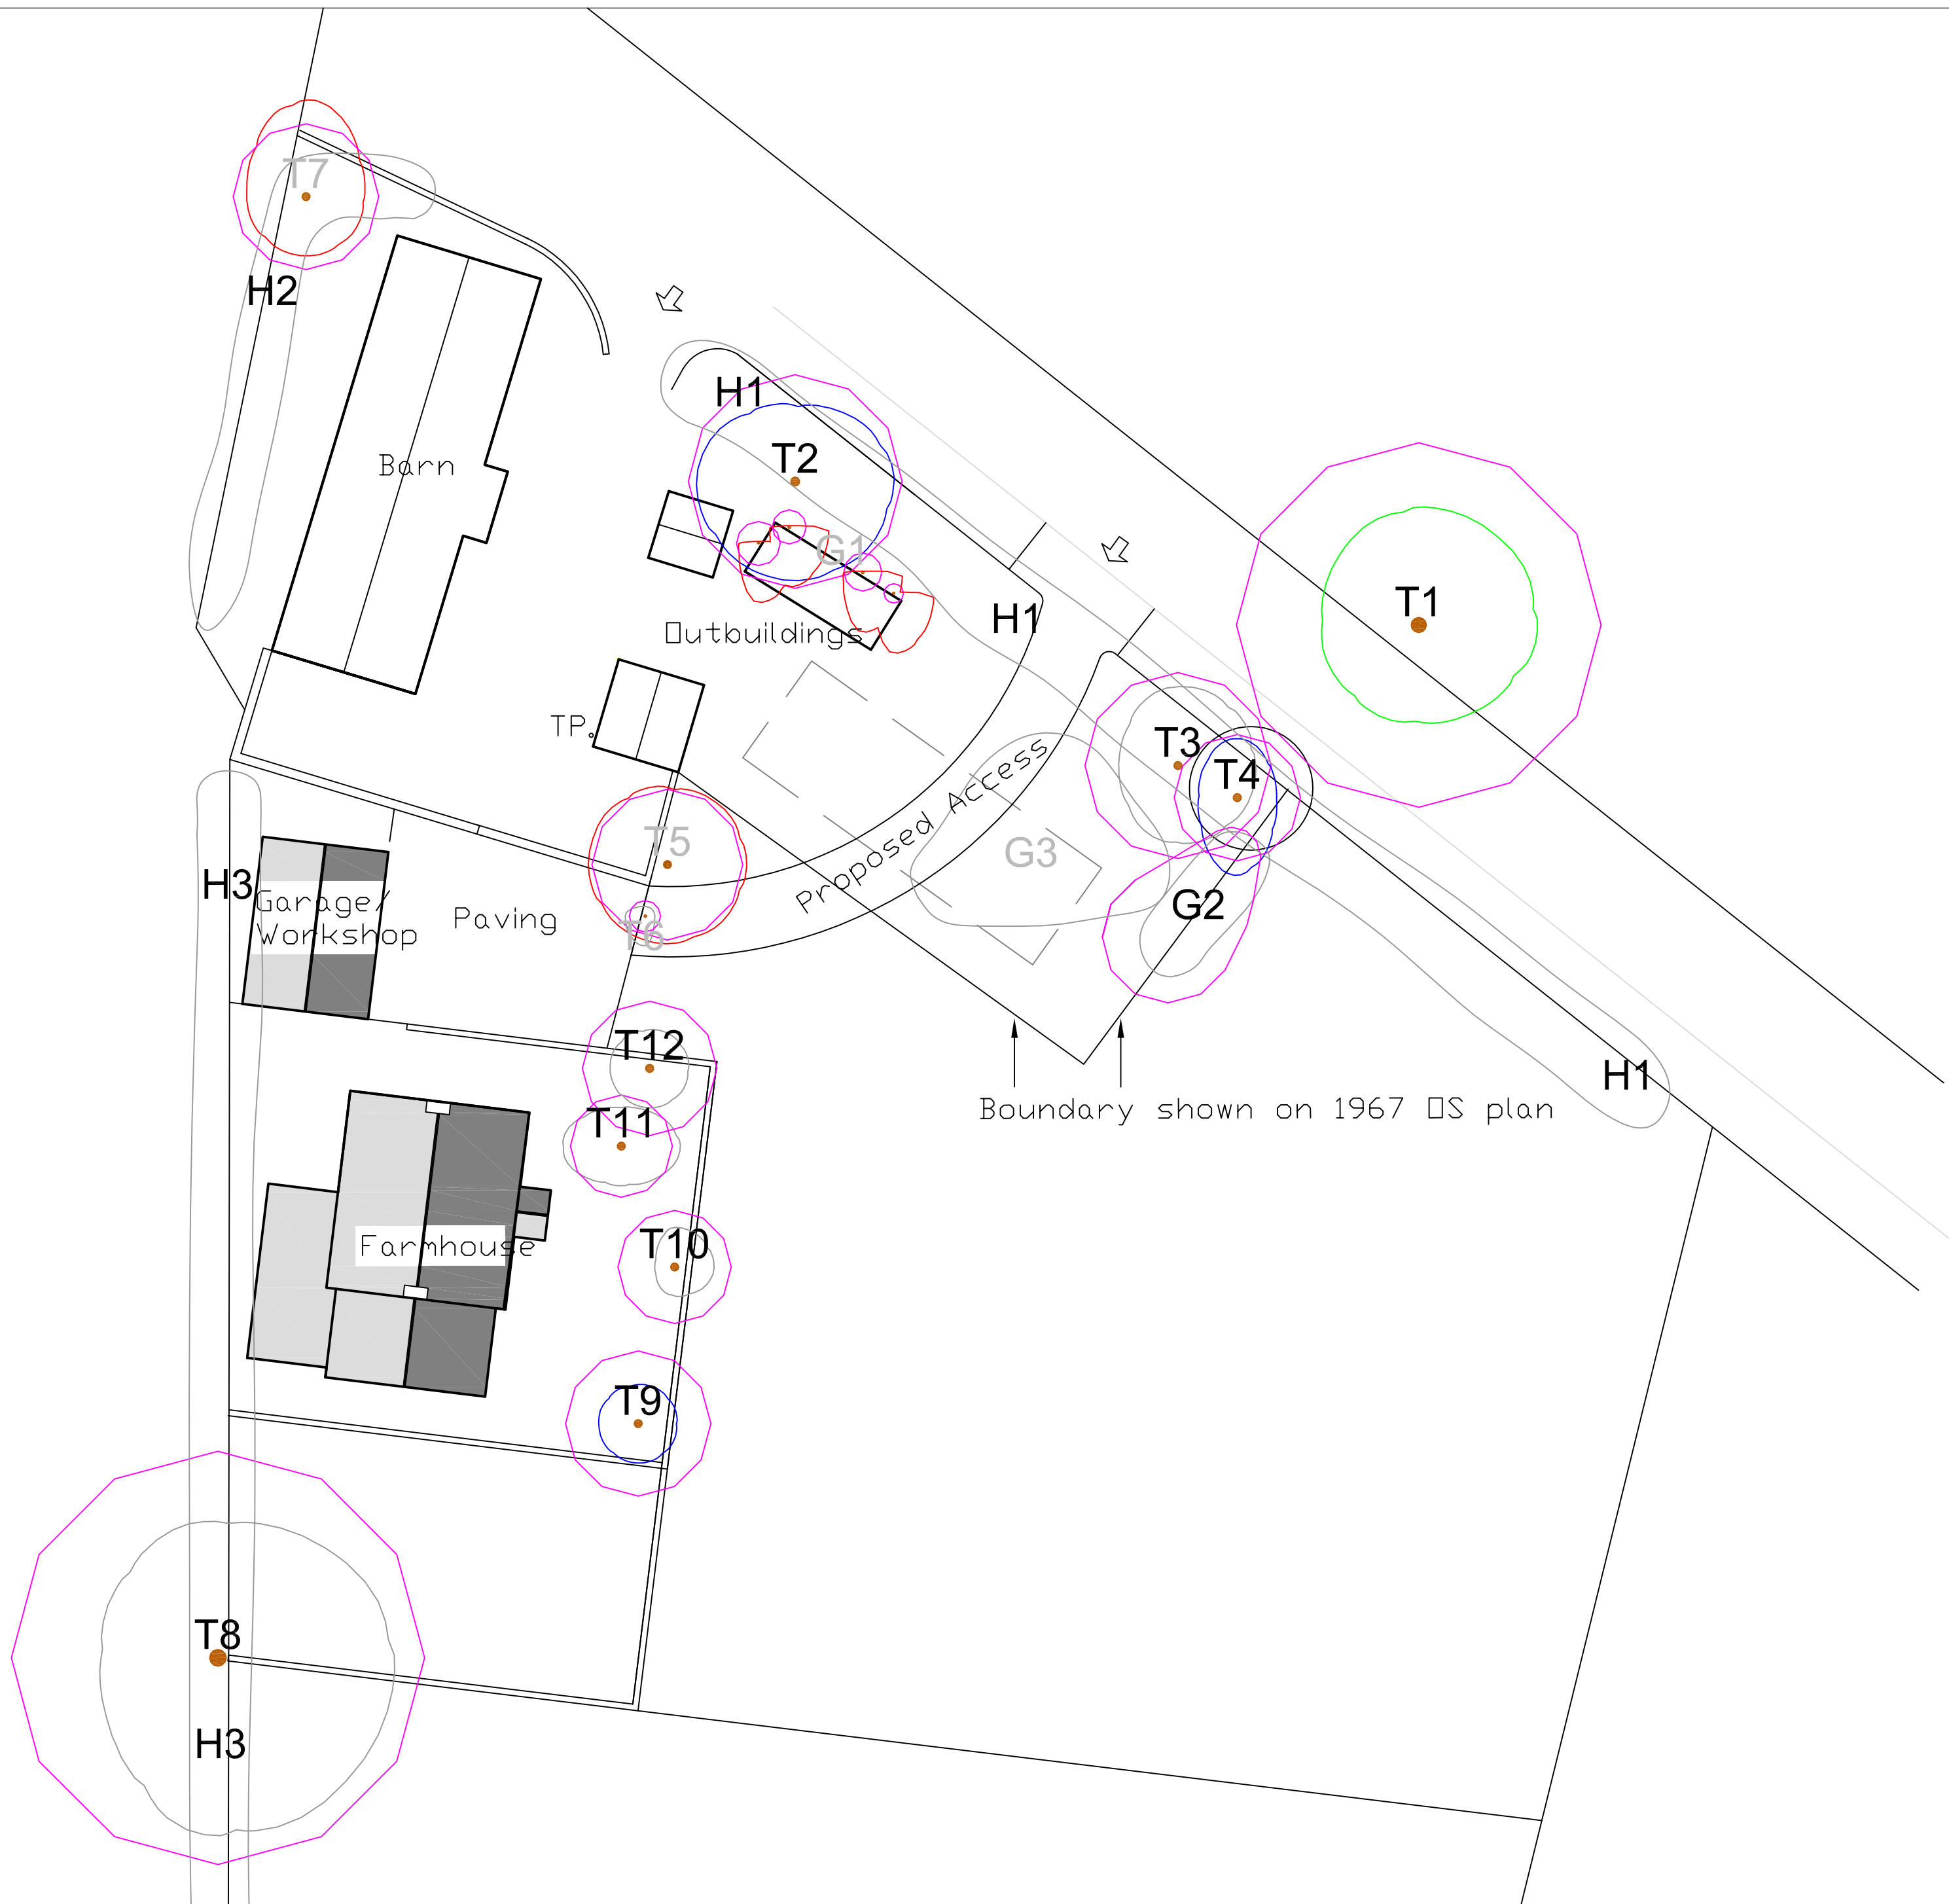 T7
H2
H1
T2
Barn
G1
T1
H1
Outbuildings
TP.
T3
T4
Proposed Access
T5
G3
H3
Garage/
Workshop
Paving
G2
T6
T12
H1
Boundary shown on 1967 OS plan
T11
T10
Farmhouse
T9
T8
H3